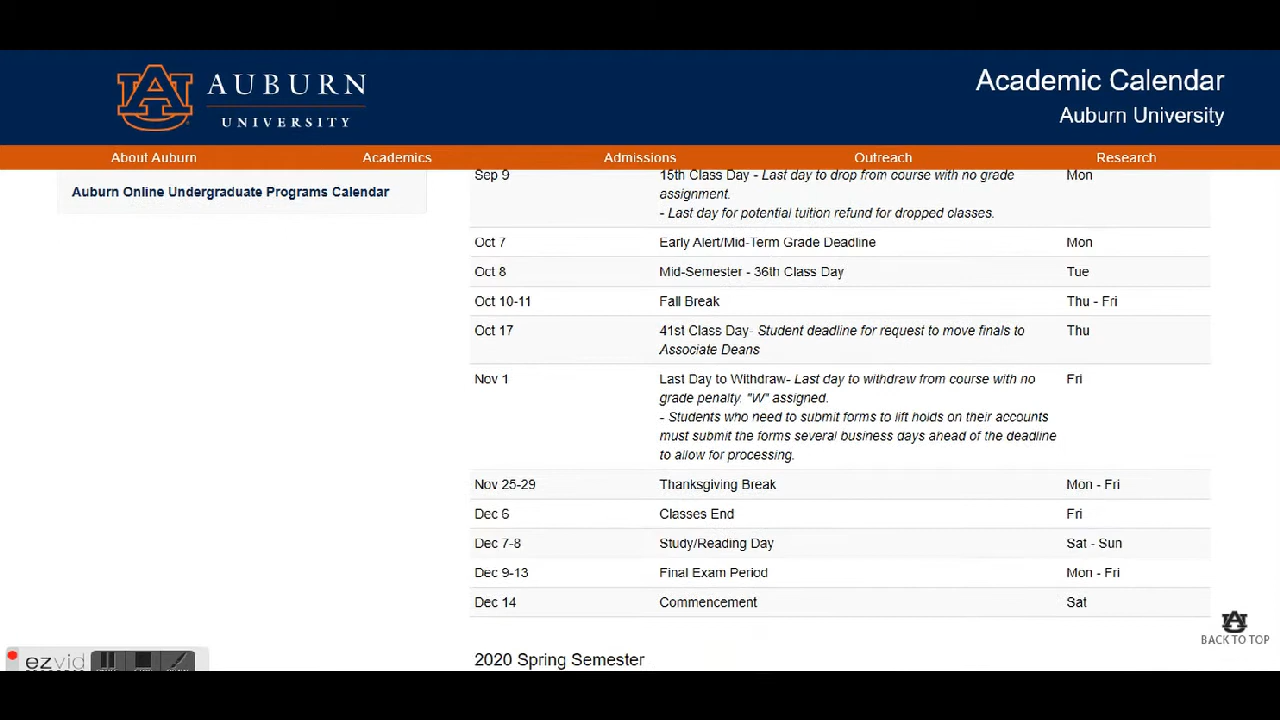 AUBURN
UNIVERSITY
Academic Calendar
Auburn University
About Auburn
Academics
Admissions
Outreach
Research
Auburn Online Undergraduate Programs Calendar
Sep 9
15th Class Day - Last day to drop from course with no grade
assignment.
- Last day for potential tuition refund for dropped classes.
Mon
Oct 7
Early Alert/Mid-Term Grade Deadline
Mon
Oct 8
Mid-Semester - 36th Class Day
Tue
Oct 10-11
Fall Break
Thu - Fri
Oct 17
41st Class Day- Student deadline for request to move finals to
Associate Deans
Thu
Nov 1
Last Day to Withdraw- Last day to withdraw from course with no
grade penalty. "W" assigned.
- Students who need to submit forms to lift holds on their accounts
must submit the forms several business days ahead of the deadline
to allow for processing.
Fri
Nov 25-29
Thanksgiving Break
Mon - Fri
Dec 6
Classes End
Fri
Dec 7-8
Study/Reading Day
Sat - Sun
Dec 9-13
Final Exam Period
Mon - Fri
Dec 14
Commencement
Sat
BACK TO TOP
2020 Spring Semester
ezvid